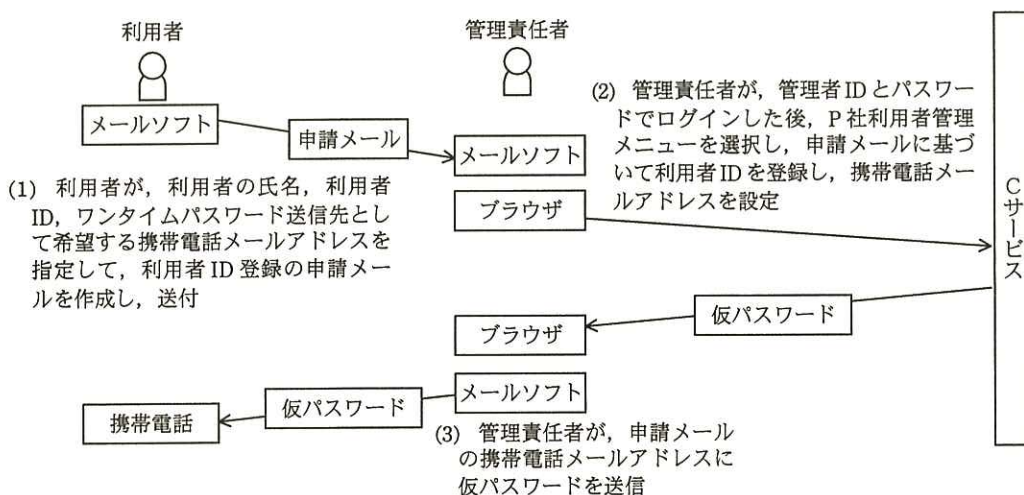 利用者
管理責任者
メールソフト
申請メール
メールソフト
(1) 利用者が，利用者の氏名，利用者
ID，ワンタイムパスワード送信先とし
て希望する携帯電話メールアドレスを
指定して，利用者 ID 登録の申請メー
ルを作成し，送付
(2) 管理責任者が，管理者 ID とパスワー
ドでログインした後，P 社利用者管理
メニューを選択し，申請メールに基づ
いて利用者 ID を登録し，携帯電話メー
ルアドレスを設定
ブラウザ
Cサービス
仮パスワード
ブラウザ
メールソフト
仮パスワード
携帯電話
(3) 管理責任者が，申請メール
の携帯電話メールアドレスに
仮パスワードを送信